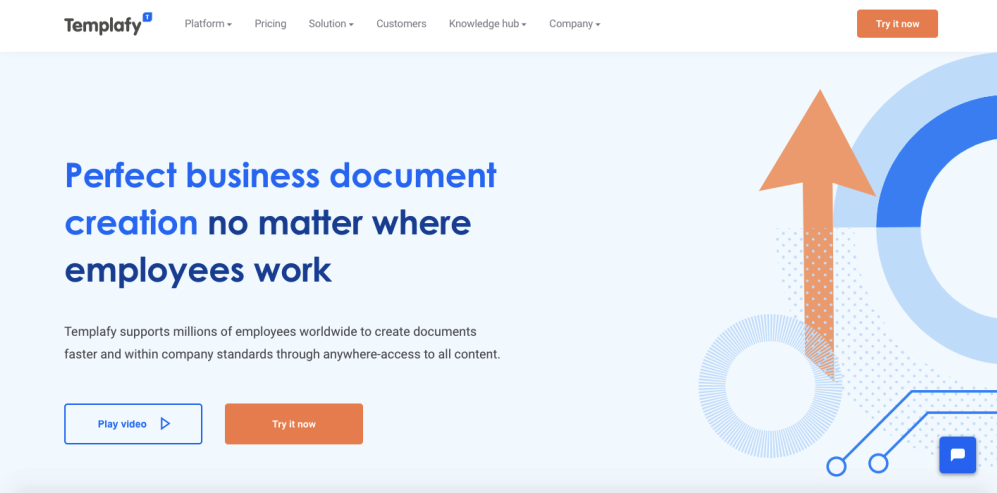 Templafy T
Platform Pricing Solution Customers Knowledge hub Company Try it now
Perfect business document
creation no matter where
employees work
Templafy supports millions of employees worldwide to create documents
faster and within company standards through anywhere-access to all content.
Play video Try it now